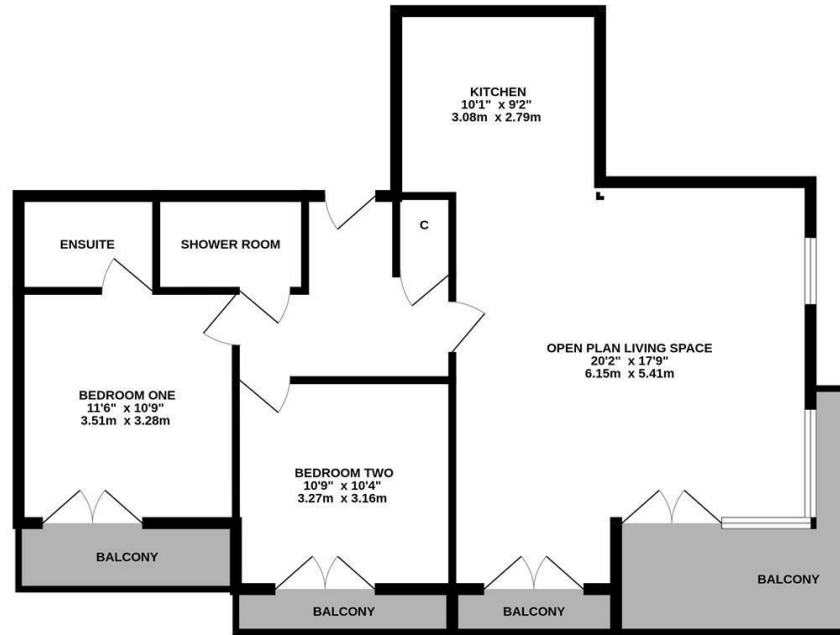 KITCHEN
10'1" x 9'2"
3.08m x 2.79m
C
ENSUITE
SHOWER ROOM
OPEN PLAN LIVING SPACE
20'2" x 17'9"
6.15m x 5.41m
BEDROOM ONE
11'6" x 10'9"
3.51m x 3.28m
BEDROOM TWO
10'9" x 10'4"
3.27m x 3.16m
BALCONY
BALCONY
BALCONY
BALCONY